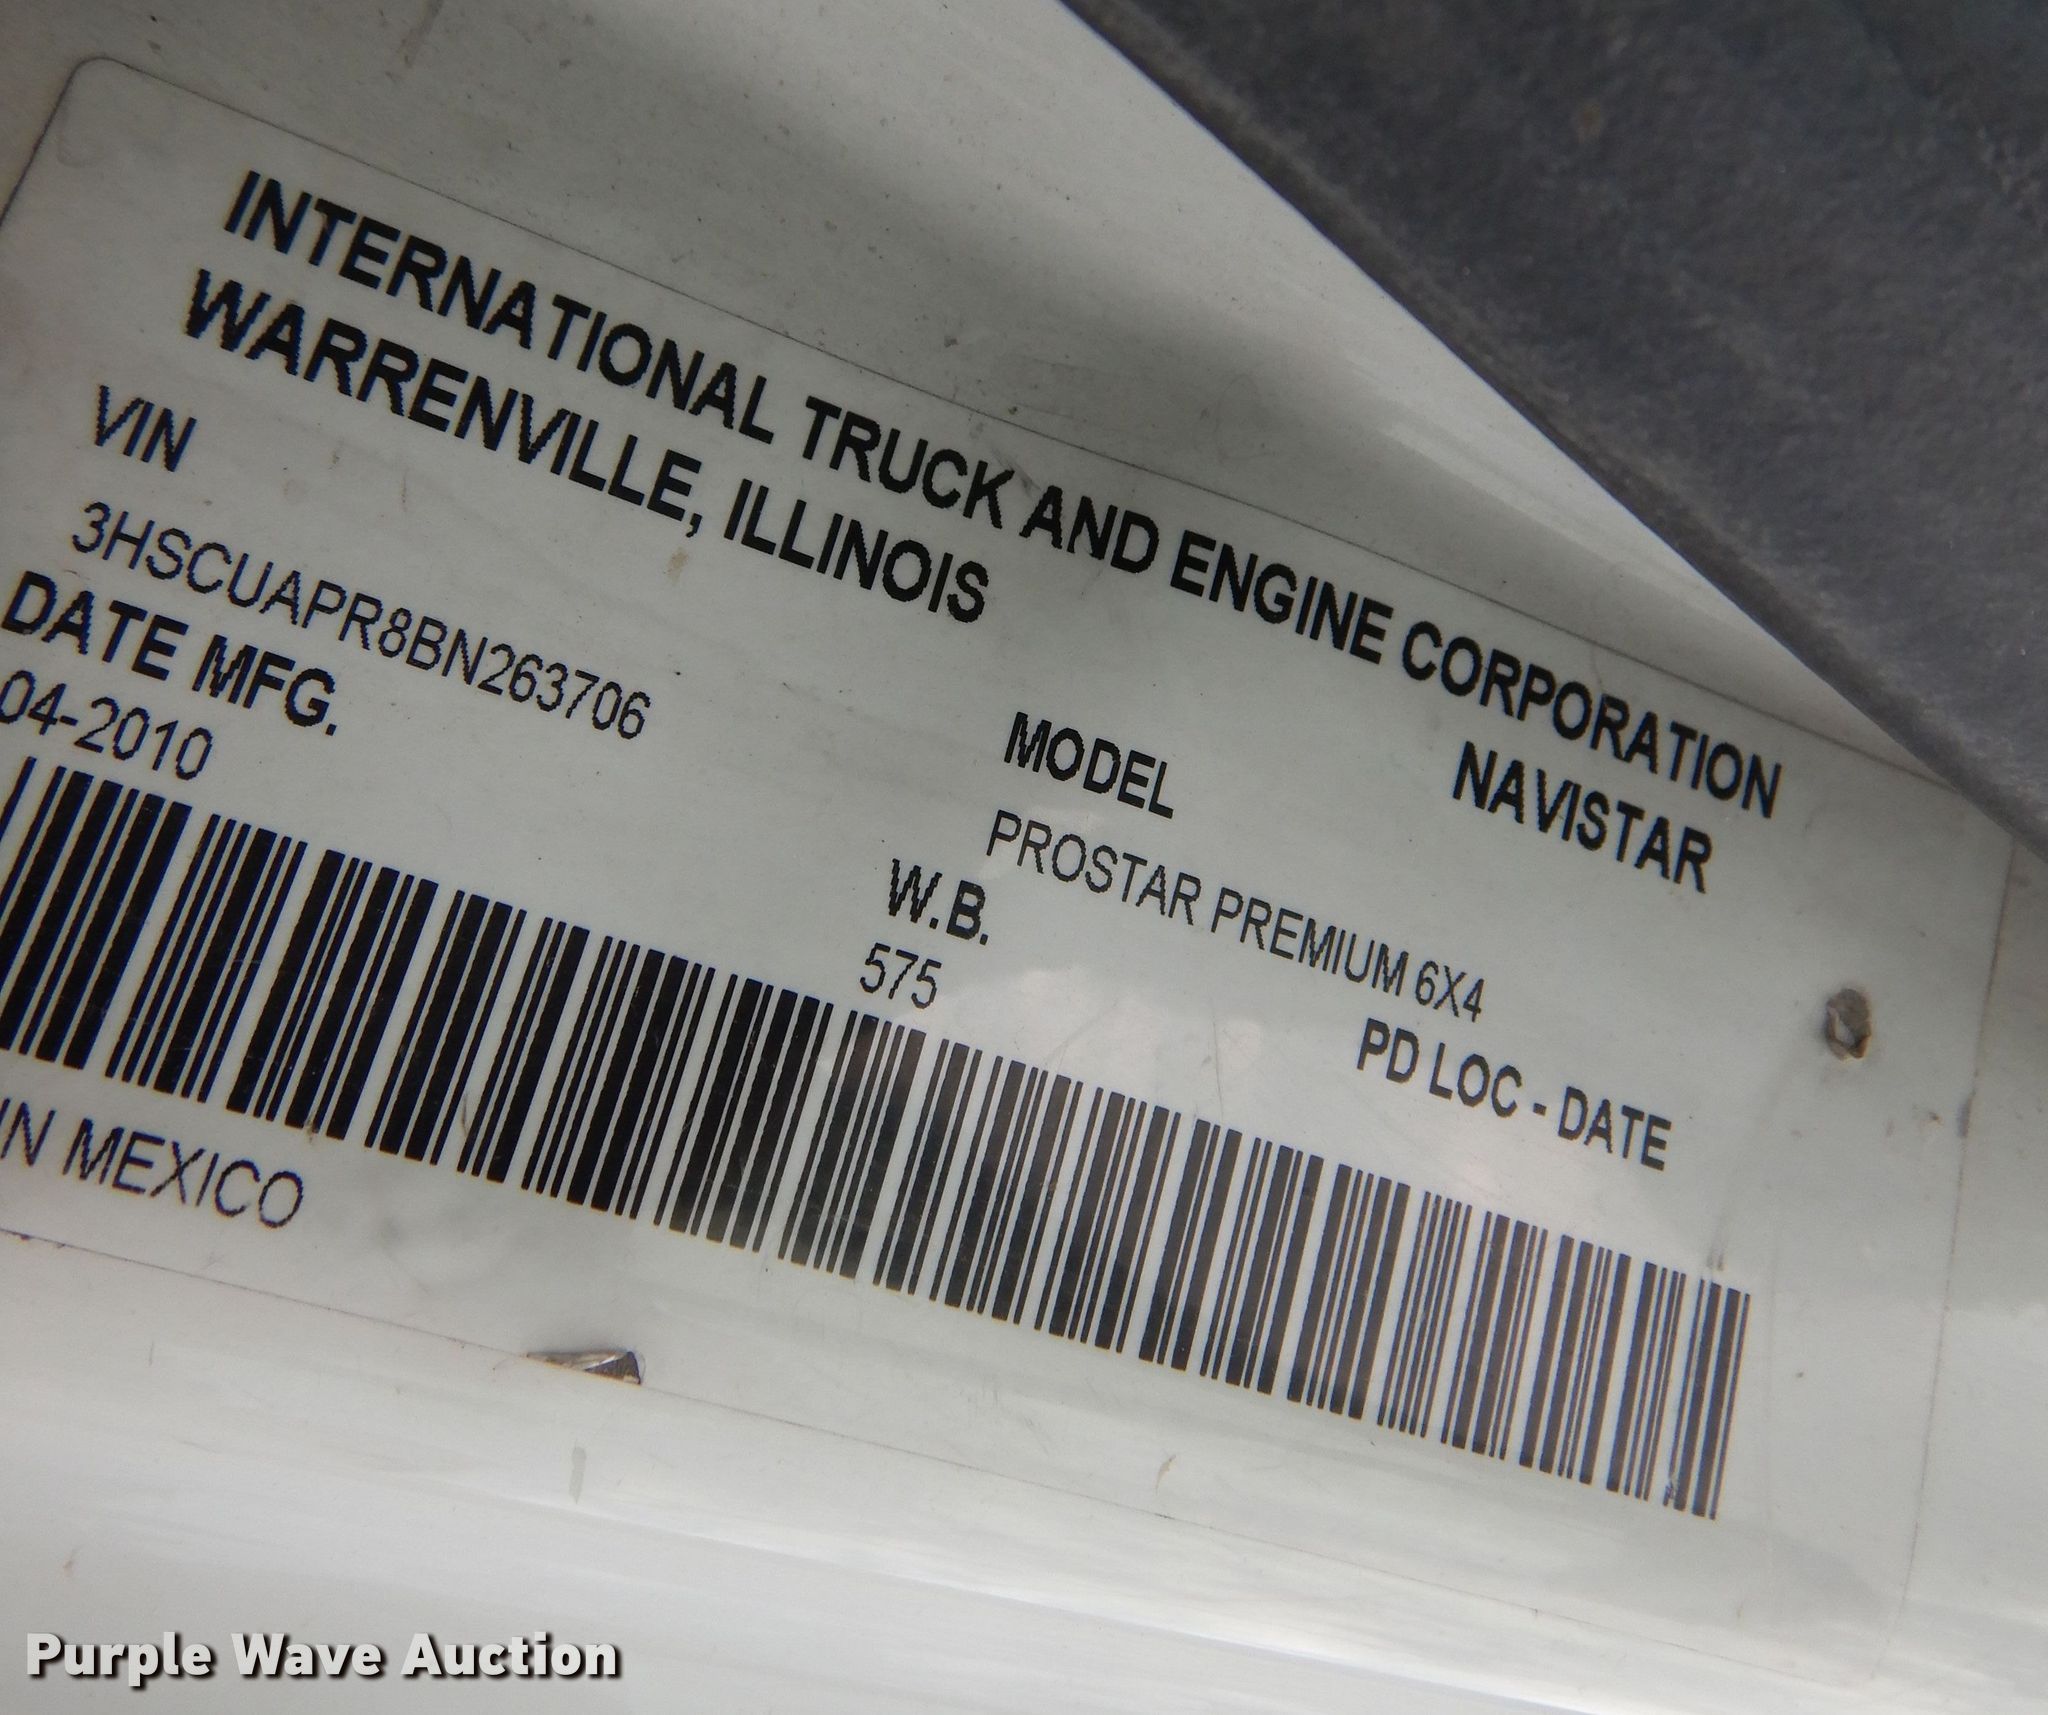 INTERNATIONAL TRUCK AND ENGINE CORPORATION
WARRENVILLE, ILLINOIS
NAVISTAR
VIN
MODEL
3HSCUAPR8BN263706
PROSTAR PREMIUM 6X4
DATE MFG.
W.B.
PD LOC - DATE
04-2010
575
IN MEXICO
Purple Wave Auction